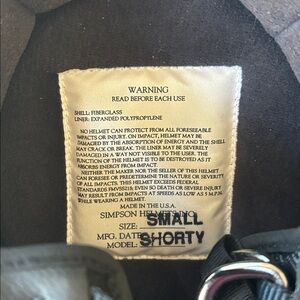 WARNING
READ BEFORE EACH USE
SHELL: FIBERGLASS
LINER: EXPANDED POLYPROPYLENE
NO HELMET CAN PROTECT FROM ALL FORESEEABLE
IMPACTS OR INJURY. ON IMPACT, HELMET MAY BE
DAMAGED BY THE ABSORPTION OF ENERGY AND THE SHELL
MAY CRACK OR BREAK. THE LINER MAY BE SEVERELY
DAMAGED IN A WAY NOT VISIBLE TO THE USER. THE
FUNCTION OF THE HELMET IS TO BE DESTROYED AS IT
ABSORBS ENERGY FROM IMPACT.
NEITHER THE MAKER NOR THE SELLER OF THIS HELMET
CAN FORESEE OR PREDETERMINE THE NATURE OR SEVERITY
OF ALL IMPACTS. THIS HELMET EXCEEDS FEDERAL
STANDARDS FMVSS218; EVEN SO DEATH OR SEVERE INJURY
MAY RESULT FROM IMPACTS AT SPEEDS AS LOW AS 5 M.P.H.
WHILE WEARING A HELMET.
MADE IN U.S.A.
SIMPSON HELMETS INC.
SIZE: SMALL
MFG. DATE:
MODEL: SHORTY